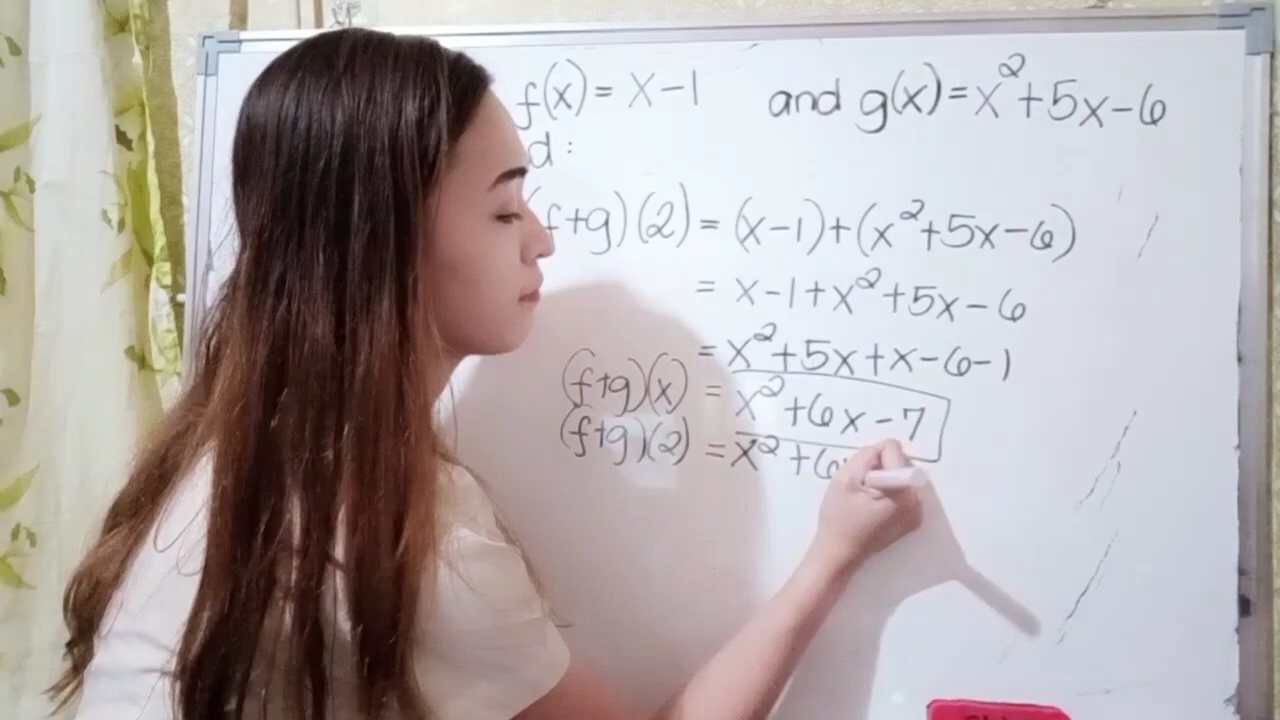 f(x) = x-1 and g(x) = x²+5x-6
d:
(f+g)(2) = (x-1)+(x²+5x-6)
= x-1+x²+5x-6
= x²+5x+x-6-1
(f+g)(x) = x²+6x-7
(f+g)(2) = x²+6